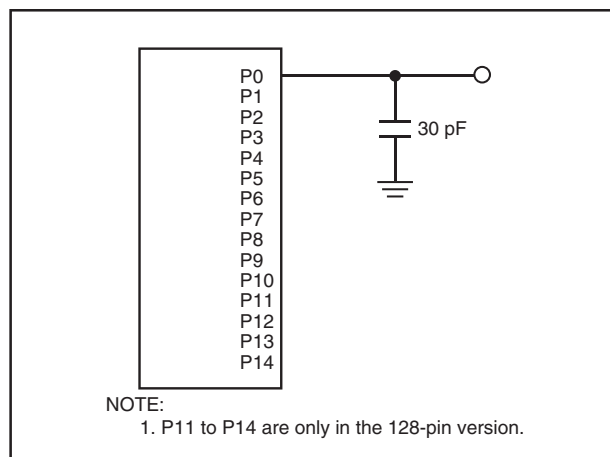 P0
P1
P2
P3
30 pF
P4
P5
P6
P7
P8
P9
P10
P11
P12
P13
P14
NOTE:
1. P11 to P14 are only in the 128-pin version.